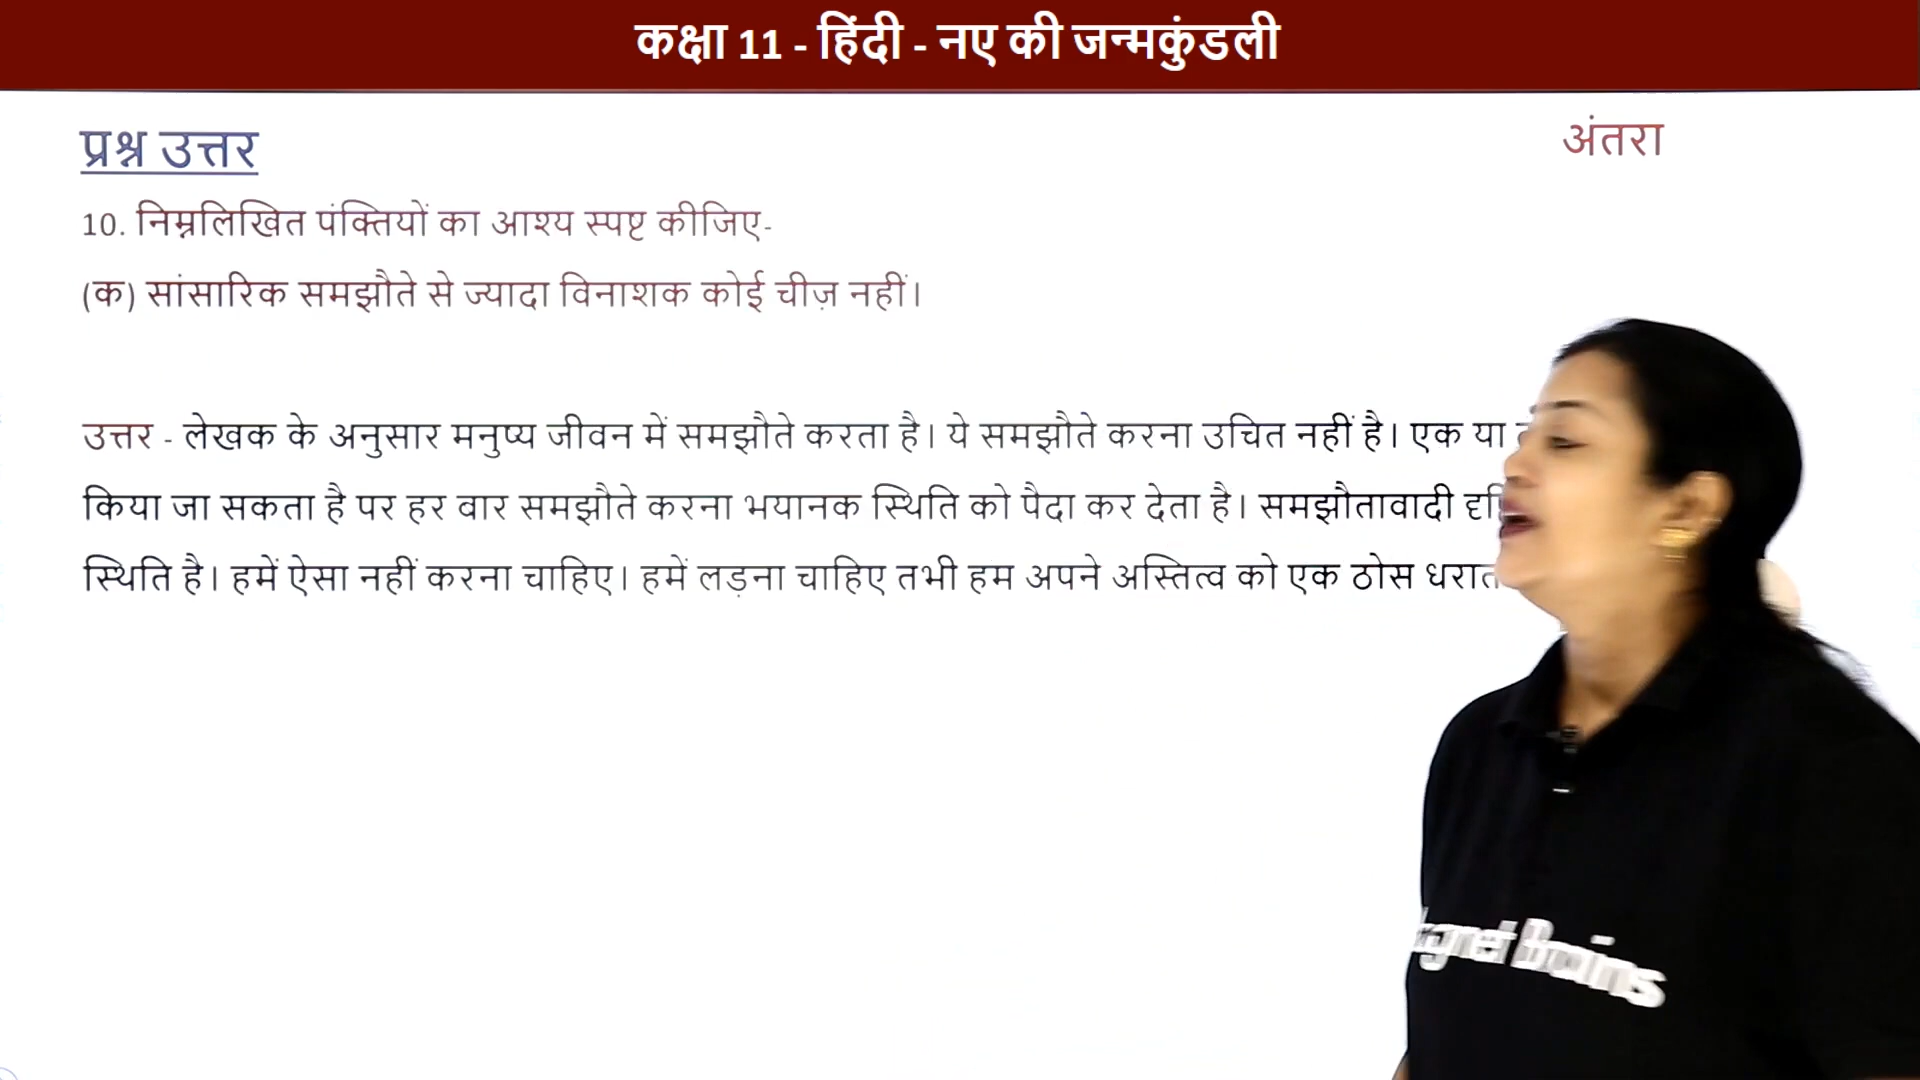 कक्षा 11 - हिंदी - नए की जन्मकुंडली
प्रश्न उत्तर
अंतरा
10. निम्नलिखित पंक्तियों का आश्य स्पष्ट कीजिए-
(क) सांसारिक समझौते से ज्यादा विनाशक कोई चीज़ नहीं।
उत्तर - लेखक के अनुसार मनुष्य जीवन में समझौते करता है। ये समझौते करना उचित नहीं है। एक या
किया जा सकता है पर हर वार समझौते करना भयानक स्थिति को पैदा कर देता है। समझौतावादी
स्थिति है। हमें ऐसा नहीं करना चाहिए। हमें लड़ना चाहिए तभी हम अपने अस्तित्व को एक ठोस
Brains